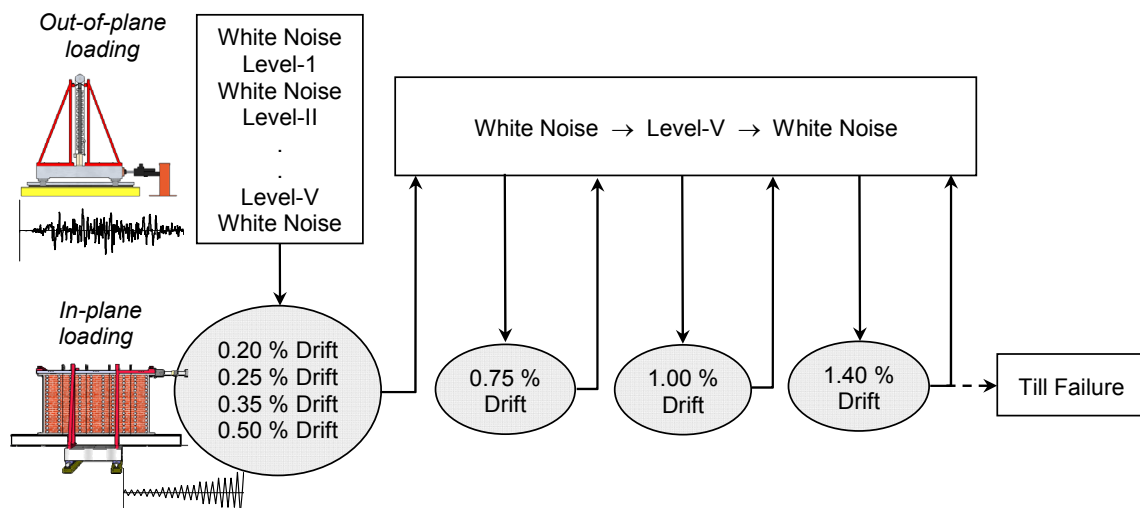 Out-of-plane
loading
White Noise
Level-1
White Noise
Level-II
.
.
Level-V
White Noise
White Noise → Level-V → White Noise
In-plane
loading
0.20 % Drift
0.25 % Drift
0.35 % Drift
0.50 % Drift
0.75 %
Drift
1.00 %
Drift
1.40 %
Drift
Till Failure